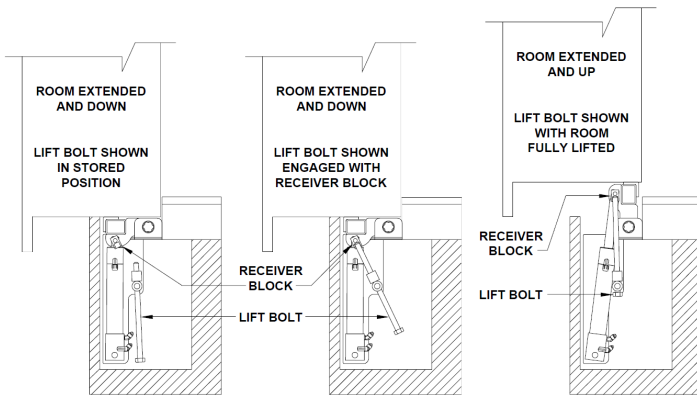 ROOM EXTENDED
AND DOWN
LIFT BOLT SHOWN
IN STORED
POSITION
ROOM EXTENDED
AND DOWN
LIFT BOLT SHOWN
ENGAGED WITH
RECEIVER BLOCK
ROOM EXTENDED
AND UP
LIFT BOLT SHOWN
WITH ROOM
FULLY LIFTED
RECEIVER
BLOCK
LIFT BOLT
RECEIVER
BLOCK
LIFT BOLT